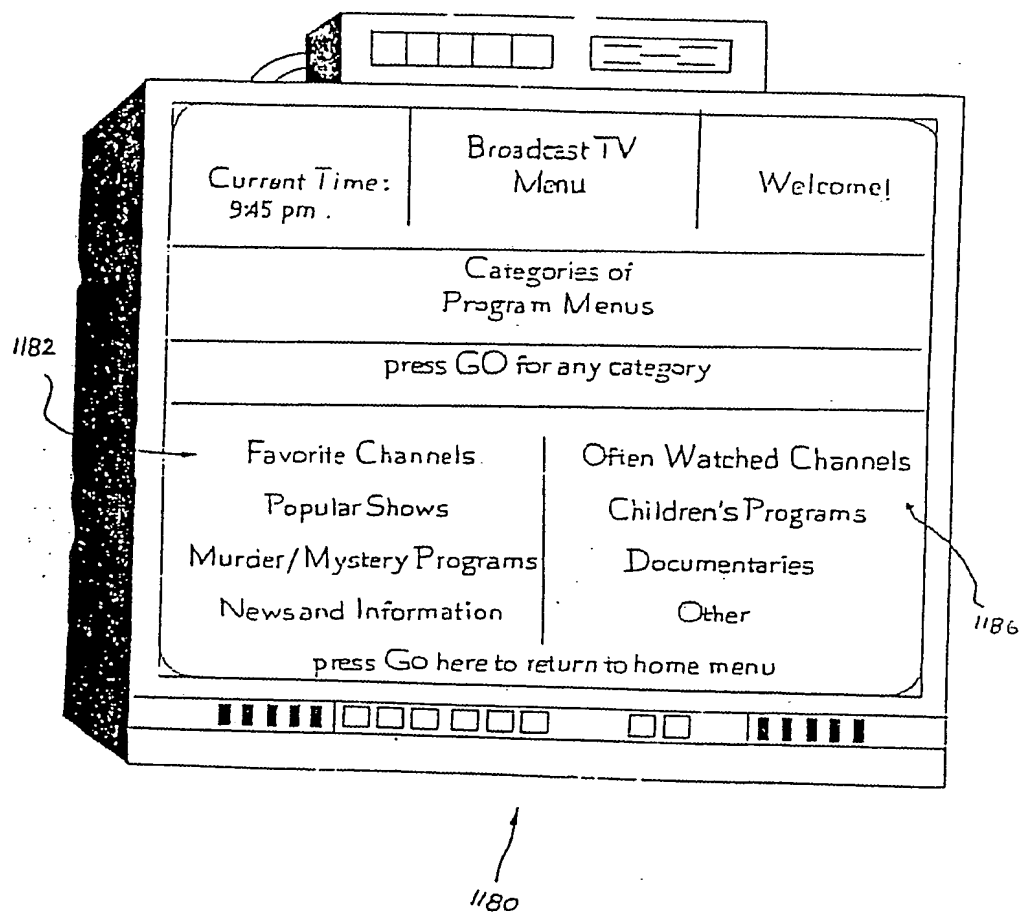 Broadcast TV
Menu
Current Time:
9:45 pm .
Welcome!
Categories of
Program Menus
press GO for any category
1182
Favorite Channels
Often Watched Channels
Popular Shows
Children's Programs
Murder/Mystery Programs
Documentaries
News and Information
Other
1186
press Go here to return to home menu
1180